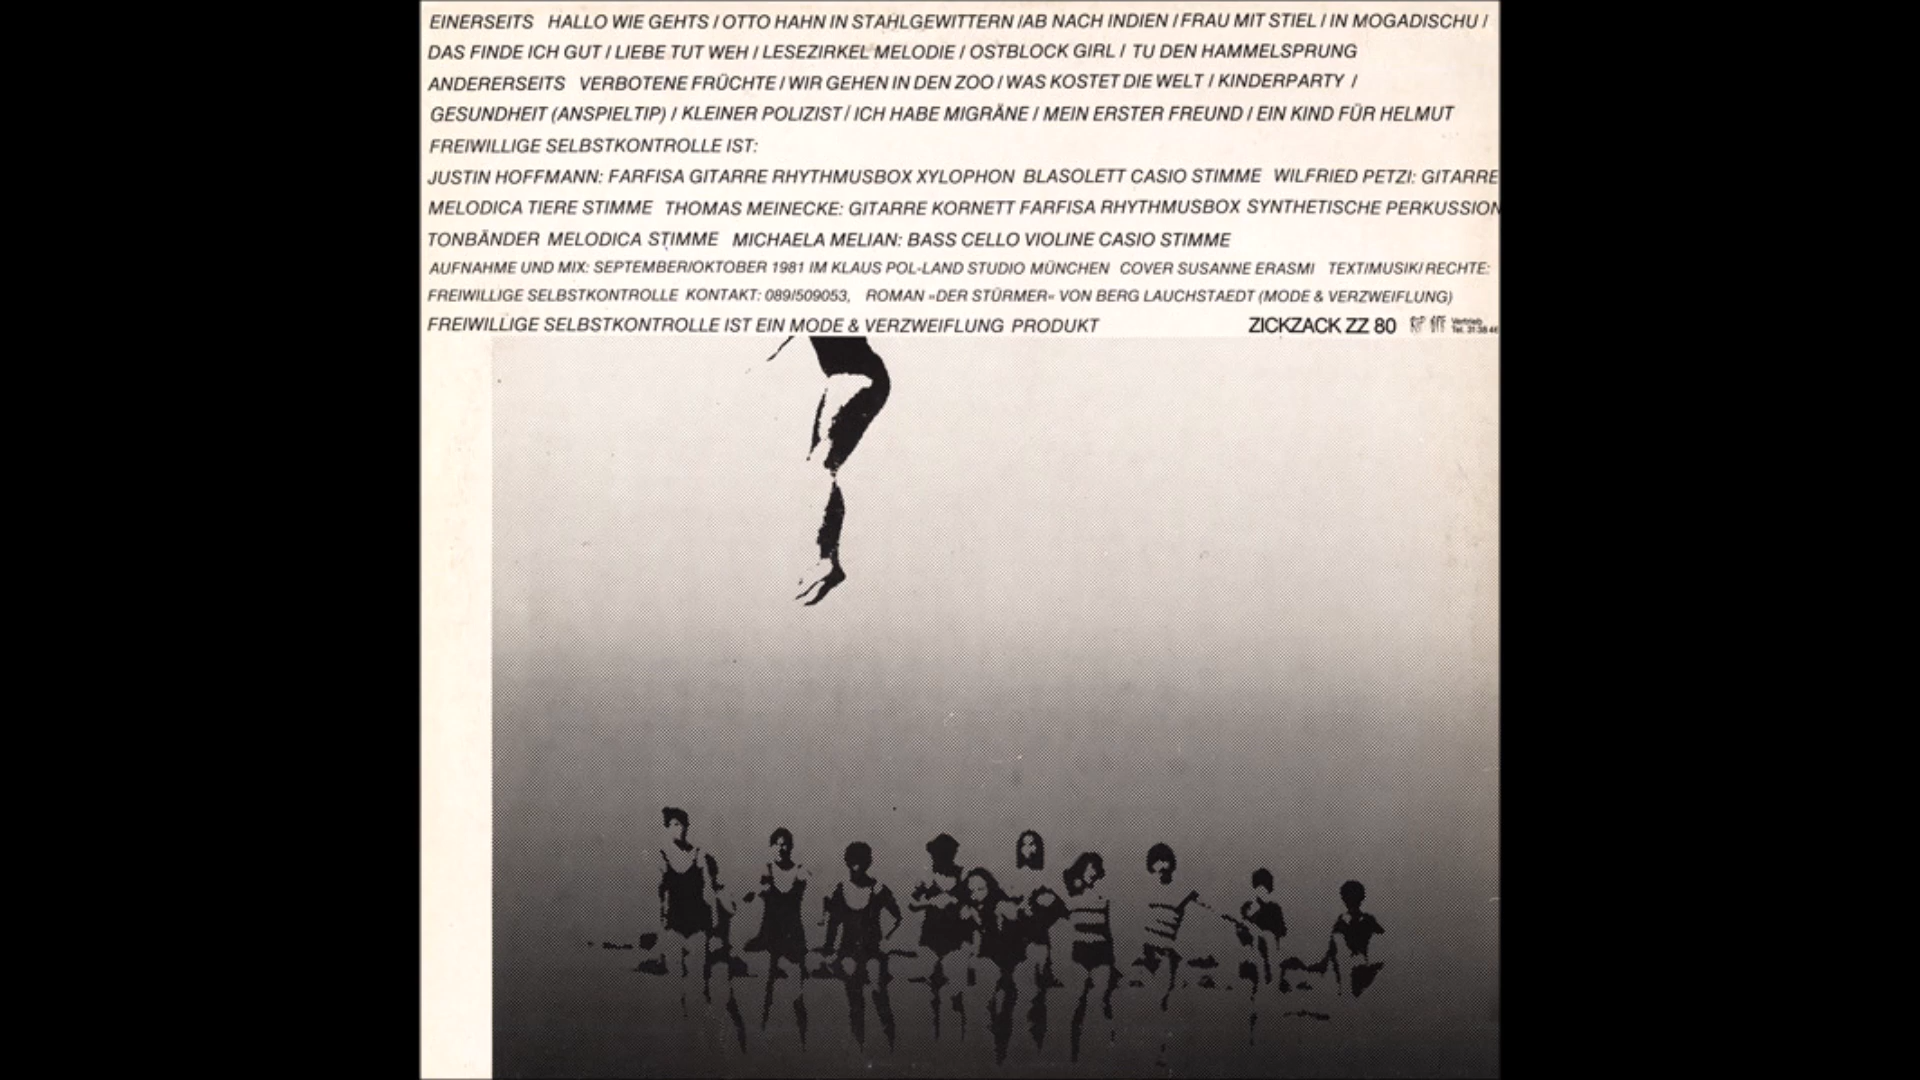 EINERSEITS HALLO WIE GEHTS / OTTO HAHN IN STAHLGEWITTERN / AB NACH INDIEN / FRAU MIT STIEL / IN MOGADISCHU /
DAS FINDE ICH GUT / LIEBE TUT WEH / LESEZIRKEL MELODIE / OSTBLOCK GIRL / TU DEN HAMMELSPRUNG
ANDERERSEITS VERBOTENE FRÜCHTE / WIR GEHEN IN DEN ZOO / WAS KOSTET DIE WELT / KINDERPARTY /
GESUNDHEIT (ANSPIELTIP) / KLEINER POLIZIST / ICH HABE MIGRÄNE / MEIN ERSTER FREUND / EIN KIND FÜR HELMUT
FREIWILLIGE SELBSTKONTROLLE IST:
JUSTIN HOFFMANN: FARFISA GITARRE RHYTHMUSBOX XYLOPHON BLASOLETT CASIO STIMME WILFRIED PETZI: GITARRE
MELODICA TIERE STIMME THOMAS MEINECKE: GITARRE KORNETT FARFISA RHYTHMUSBOX SYNTHETISCHE PERKUSSION
TONBÄNDER MELODICA STIMME MICHAELA MELIAN: BASS CELLO VIOLINE CASIO STIMME
AUFNAHME UND MIX: SEPTEMBER/OKTOBER 1981 IM KLAUS POL-LAND STUDIO MÜNCHEN COVER SUSANNE ERASMI TEXT/MUSIK/RECHTE:
FREIWILLIGE SELBSTKONTROLLE KONTAKT: 089/509053, ROMAN »DER STÜRMER« VON BERG LAUCHSTAEDT (MODE & VERZWEIFLUNG)
FREIWILLIGE SELBSTKONTROLLE IST EIN MODE & VERZWEIFLUNG PRODUKT ZICKZACK ZZ 80 Vertrieb
Tel.